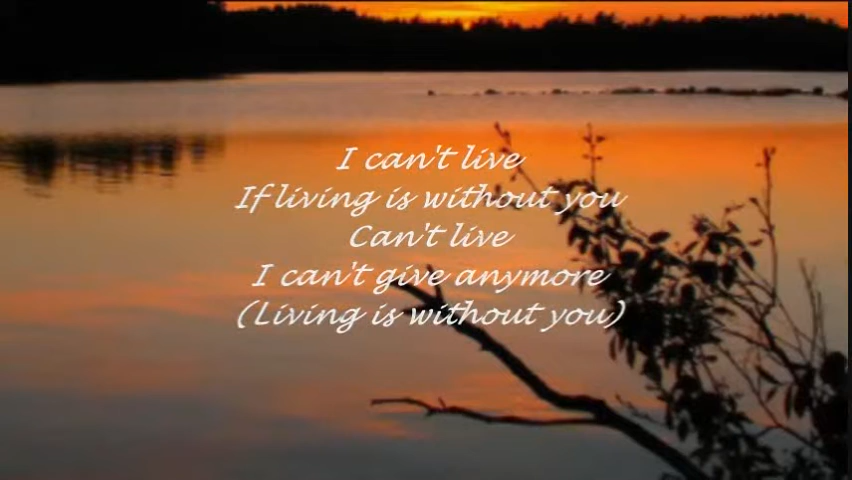 I can't live
If living is without you
Can't live
I can't give anymore
(Living is without you)